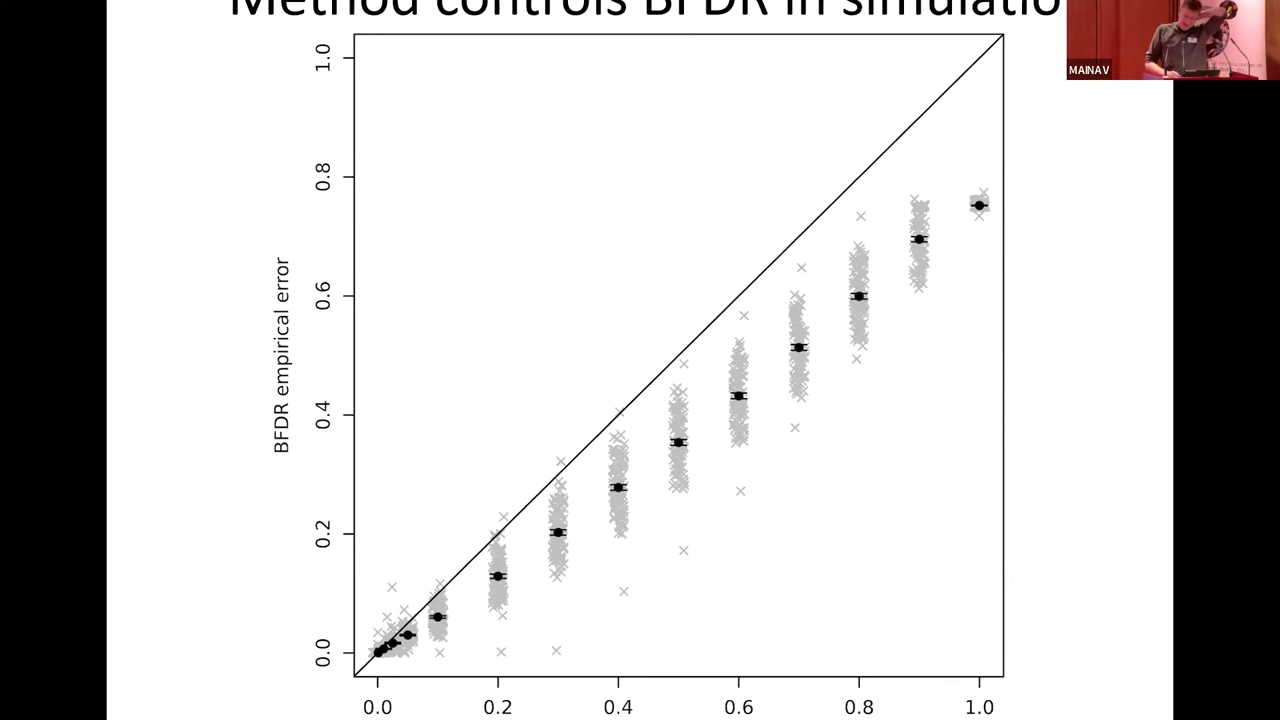 Method controls BFDR in simulatio
MAINAV
1.0
0.8
0.6
0.4
0.2
0.0
BFDR empirical error
0.0 0.2 0.4 0.6 0.8 1.0